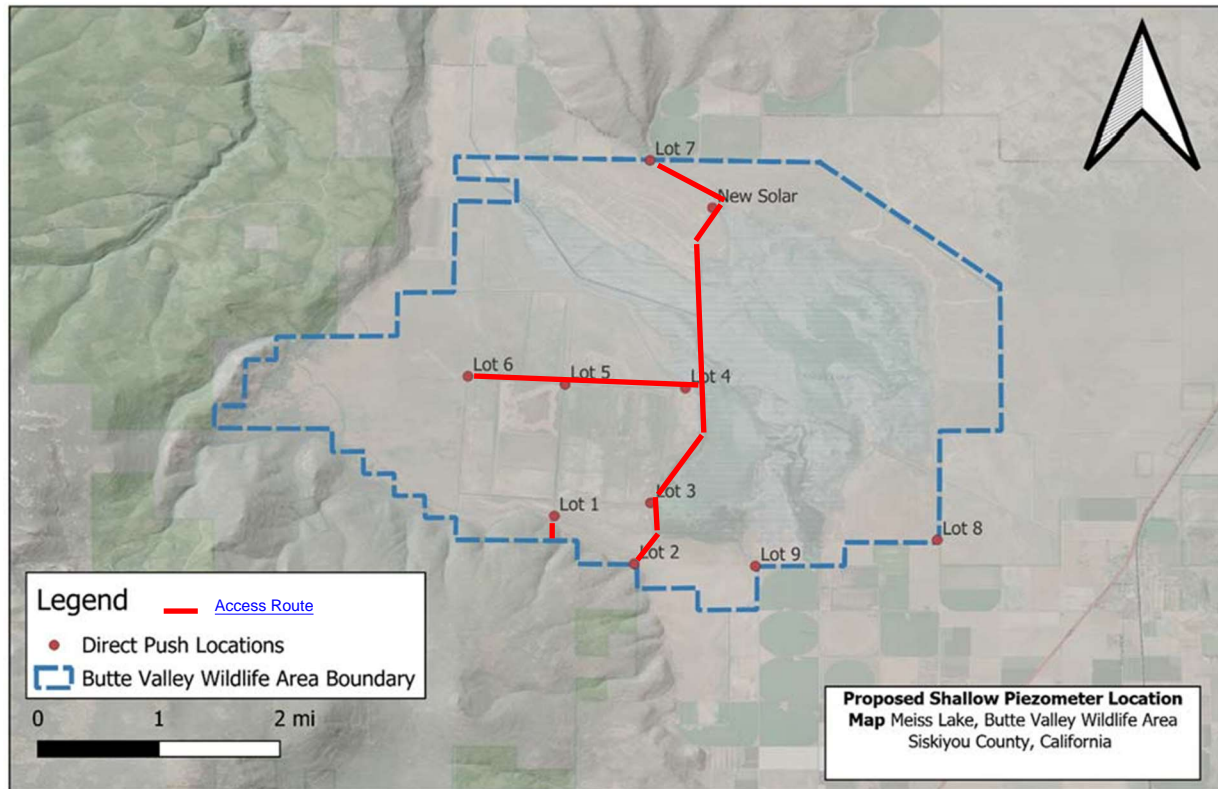 Lot 7
New Solar
Lot 6
Lot 5
Lot 4
Lot 3
Lot 1
Lot 2
Lot 9
Lot 8
Legend
Access Route
Direct Push Locations
Butte Valley Wildlife Area Boundary
0 1 2 mi
Proposed Shallow Piezometer Location
Map Meiss Lake, Butte Valley Wildlife Area
Siskiyou County, California